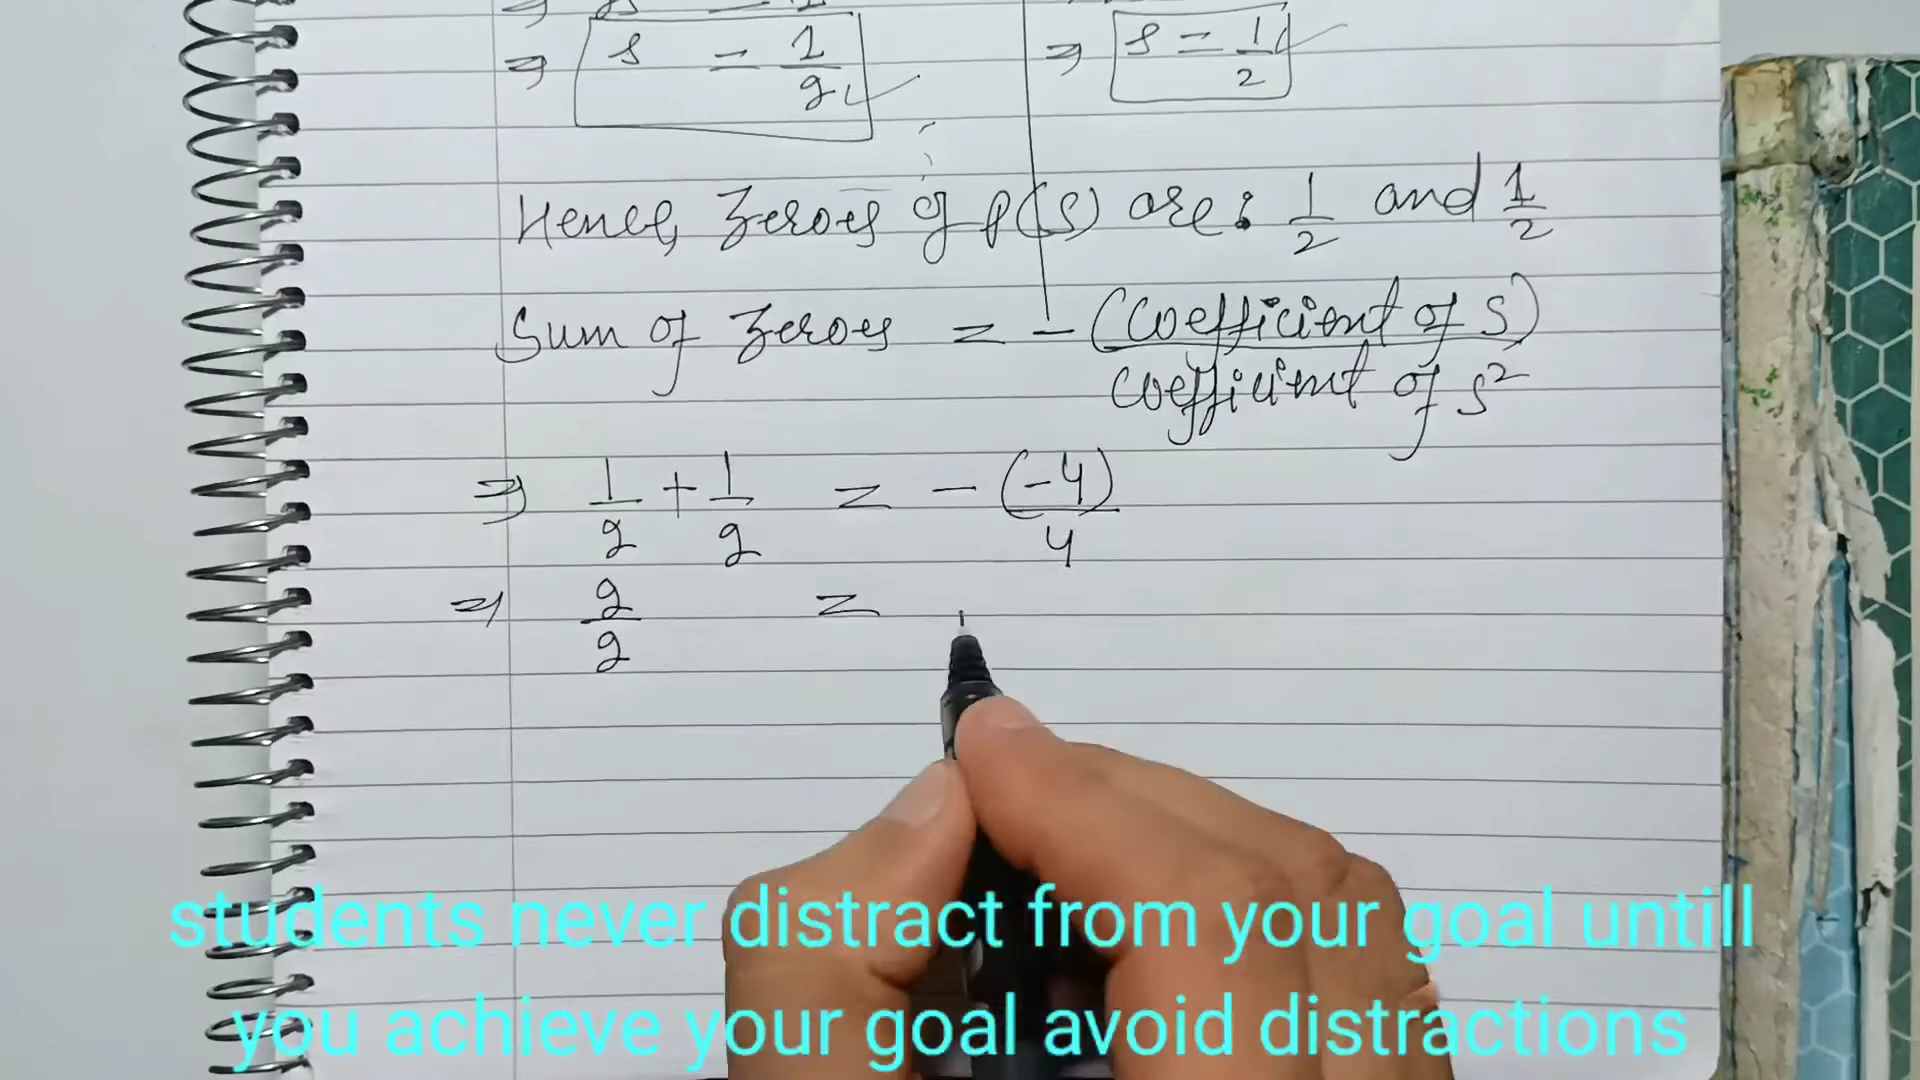 ⇒ s = 1/2 ⇒ s = 1/2
Hence, Zeroes of p(s) are: 1/2 and 1/2
Sum of Zeroes = -(Coefficient of S)/Coefficient of s²
⇒ 1/2 + 1/2 = -(-4)/4
⇒ 2/2 =
students never distract from your goal untill
you achieve your goal avoid distractions